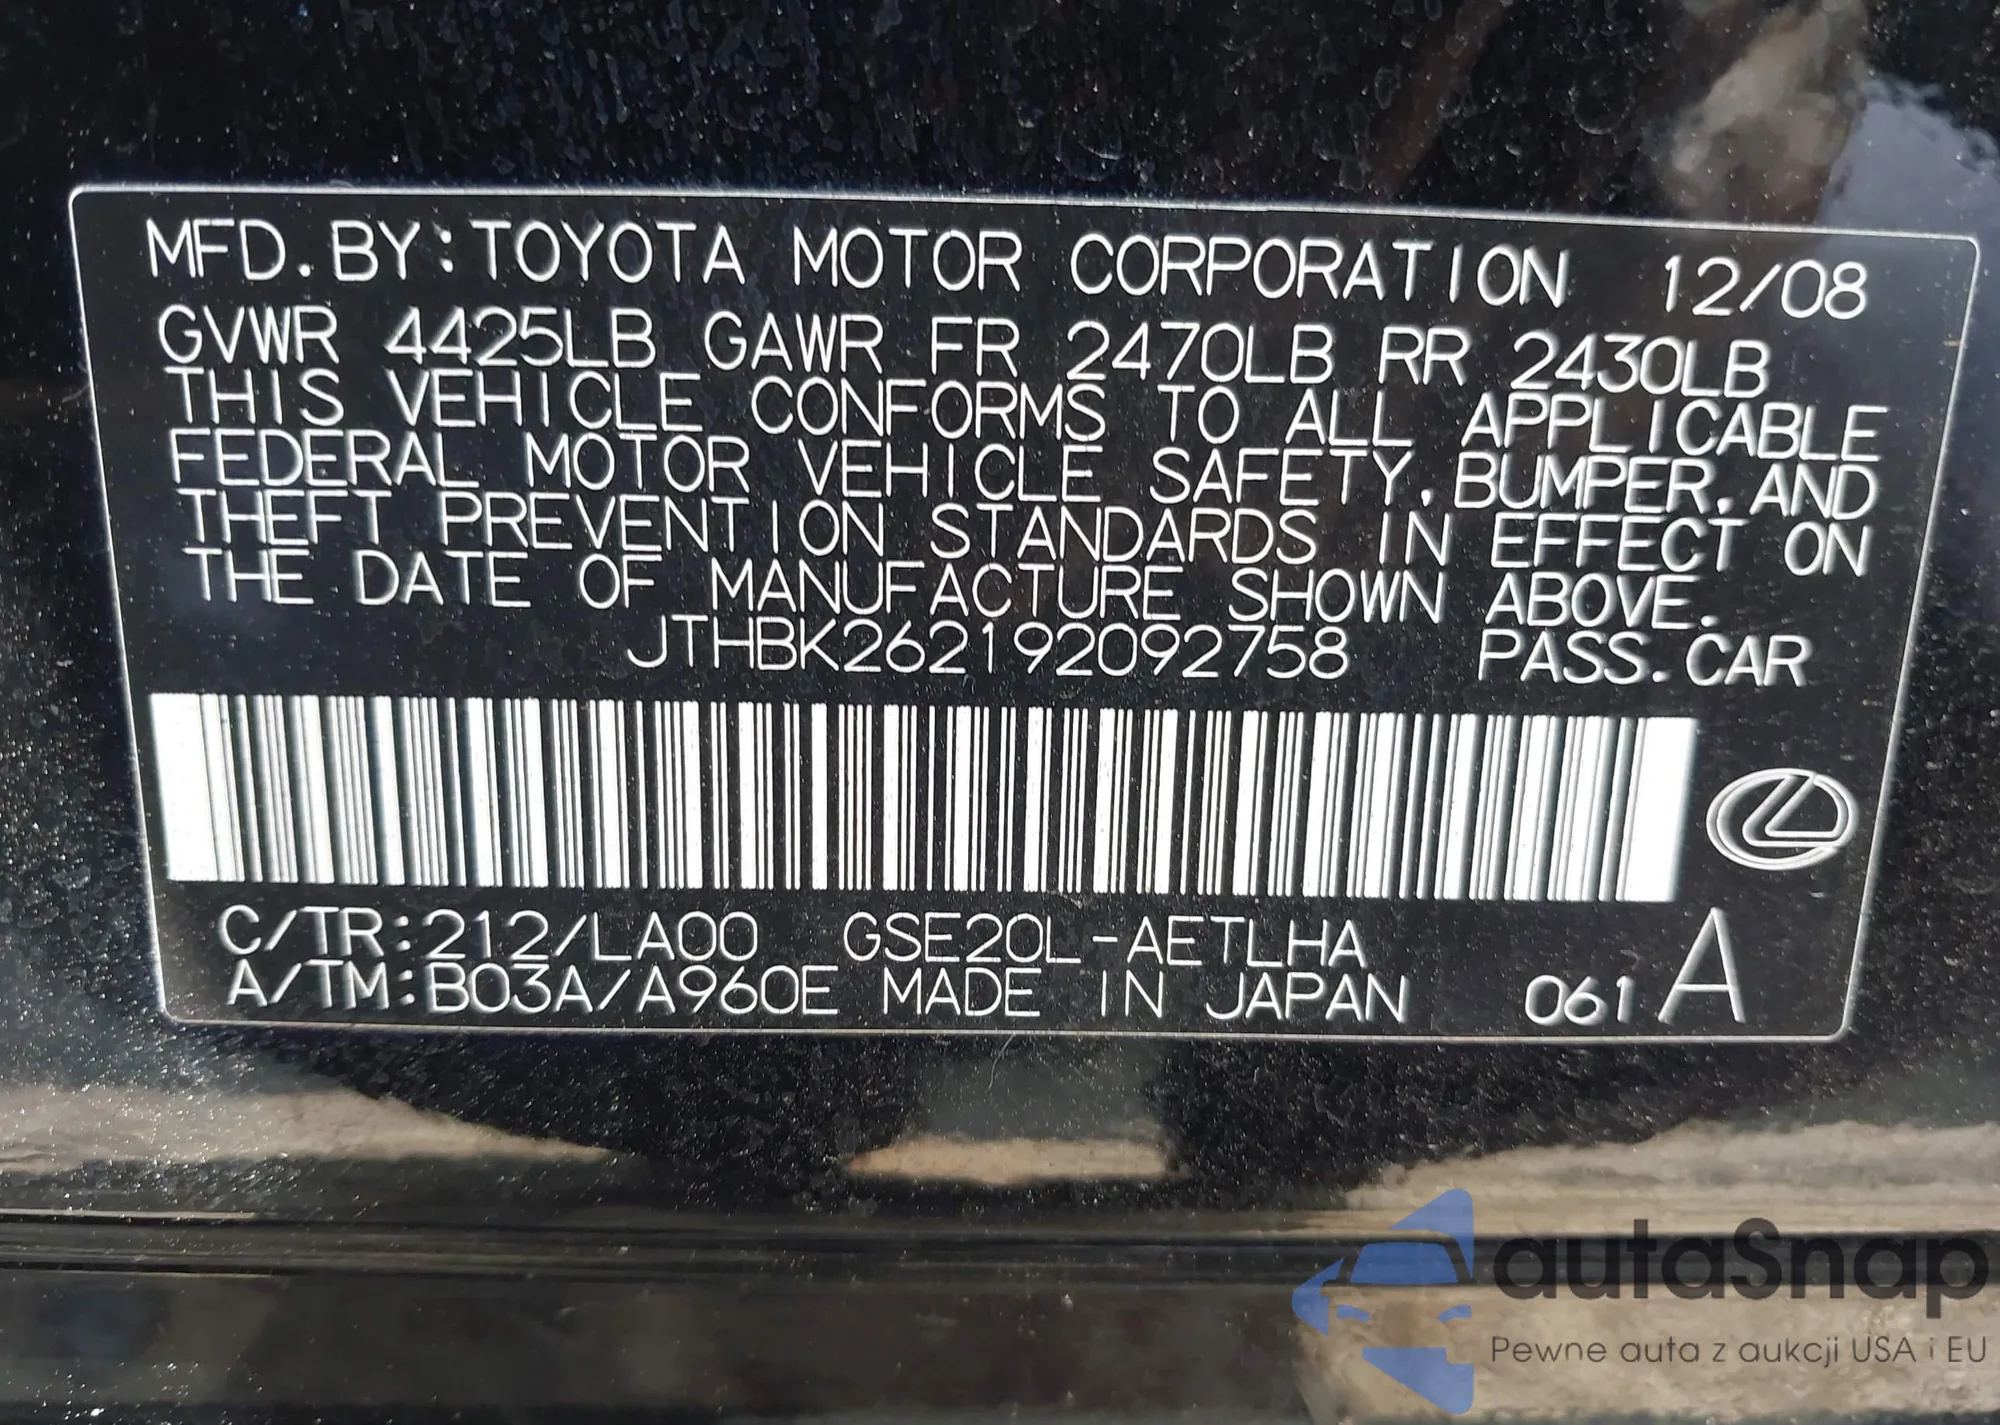 MFD. BY: TOYOTA MOTOR CORPORATION 12/08
GVWR 4425LB GAWR FR 2470LB RR 2430LB
THIS VEHICLE CONFORMS TO ALL APPLICABLE
FEDERAL MOTOR VEHICLE SAFETY, BUMPER, AND
THEFT PREVENTION STANDARDS IN EFFECT ON
THE DATE OF MANUFACTURE SHOWN ABOVE.
JTHBK262192092758 PASS. CAR
C/TR: 212/LA00 GSE20L-AETLHA
A/TM: B03A/A960E MADE IN JAPAN 061 A
autaSnap
Pewne auta z aukcji USA i EU